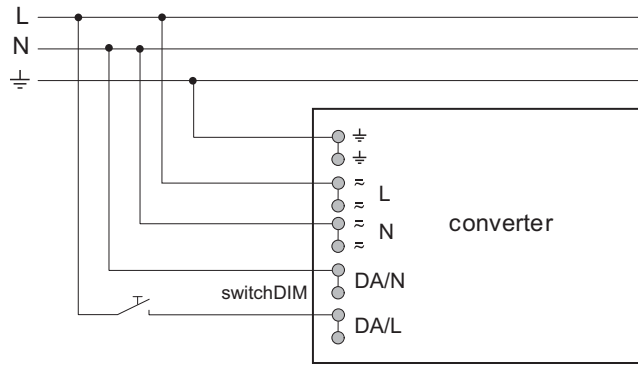 L
N
⏚
⏚
⏚
≂ L
≂
≂ N
≂
converter
DA/N
switchDIM
DA/L